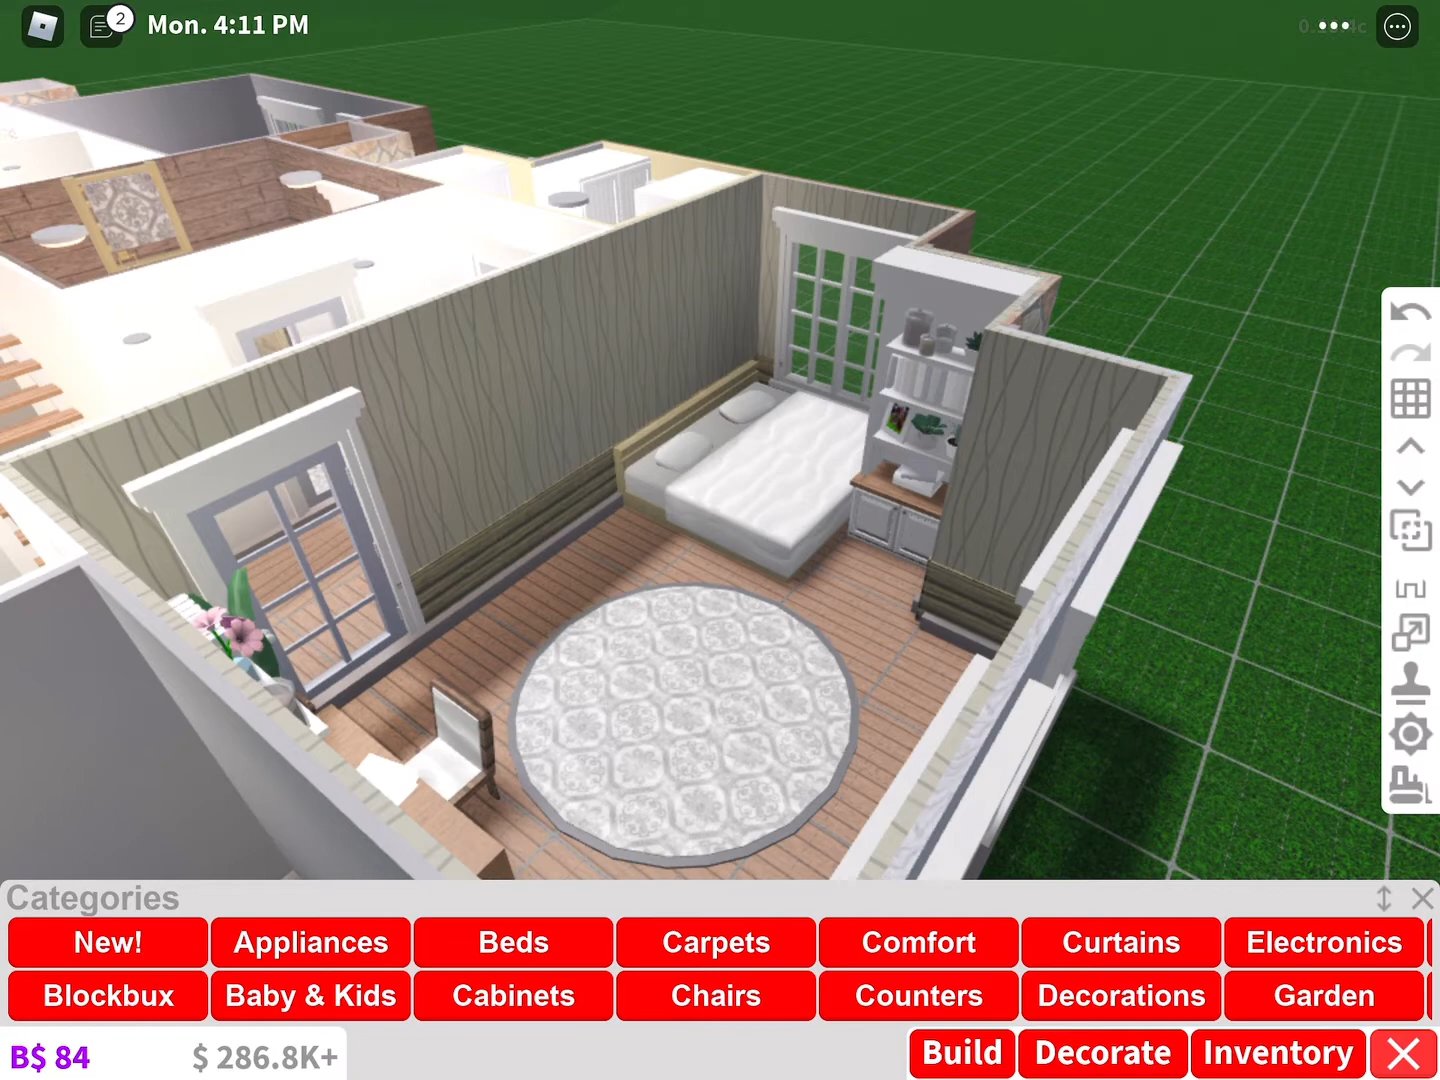 2
Mon. 4:11 PM
Categories
New! Appliances Beds Carpets Comfort Curtains Electronics
Blockbux Baby & Kids Cabinets Chairs Counters Decorations Garden
B$ 84 $ 286.8K+ Build Decorate Inventory